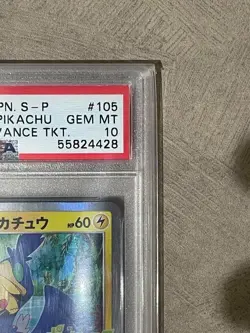 PN. S-P #105
PIKACHU GEM MT
VANCE TKT. 10
A 55824428
カチュウ HP60